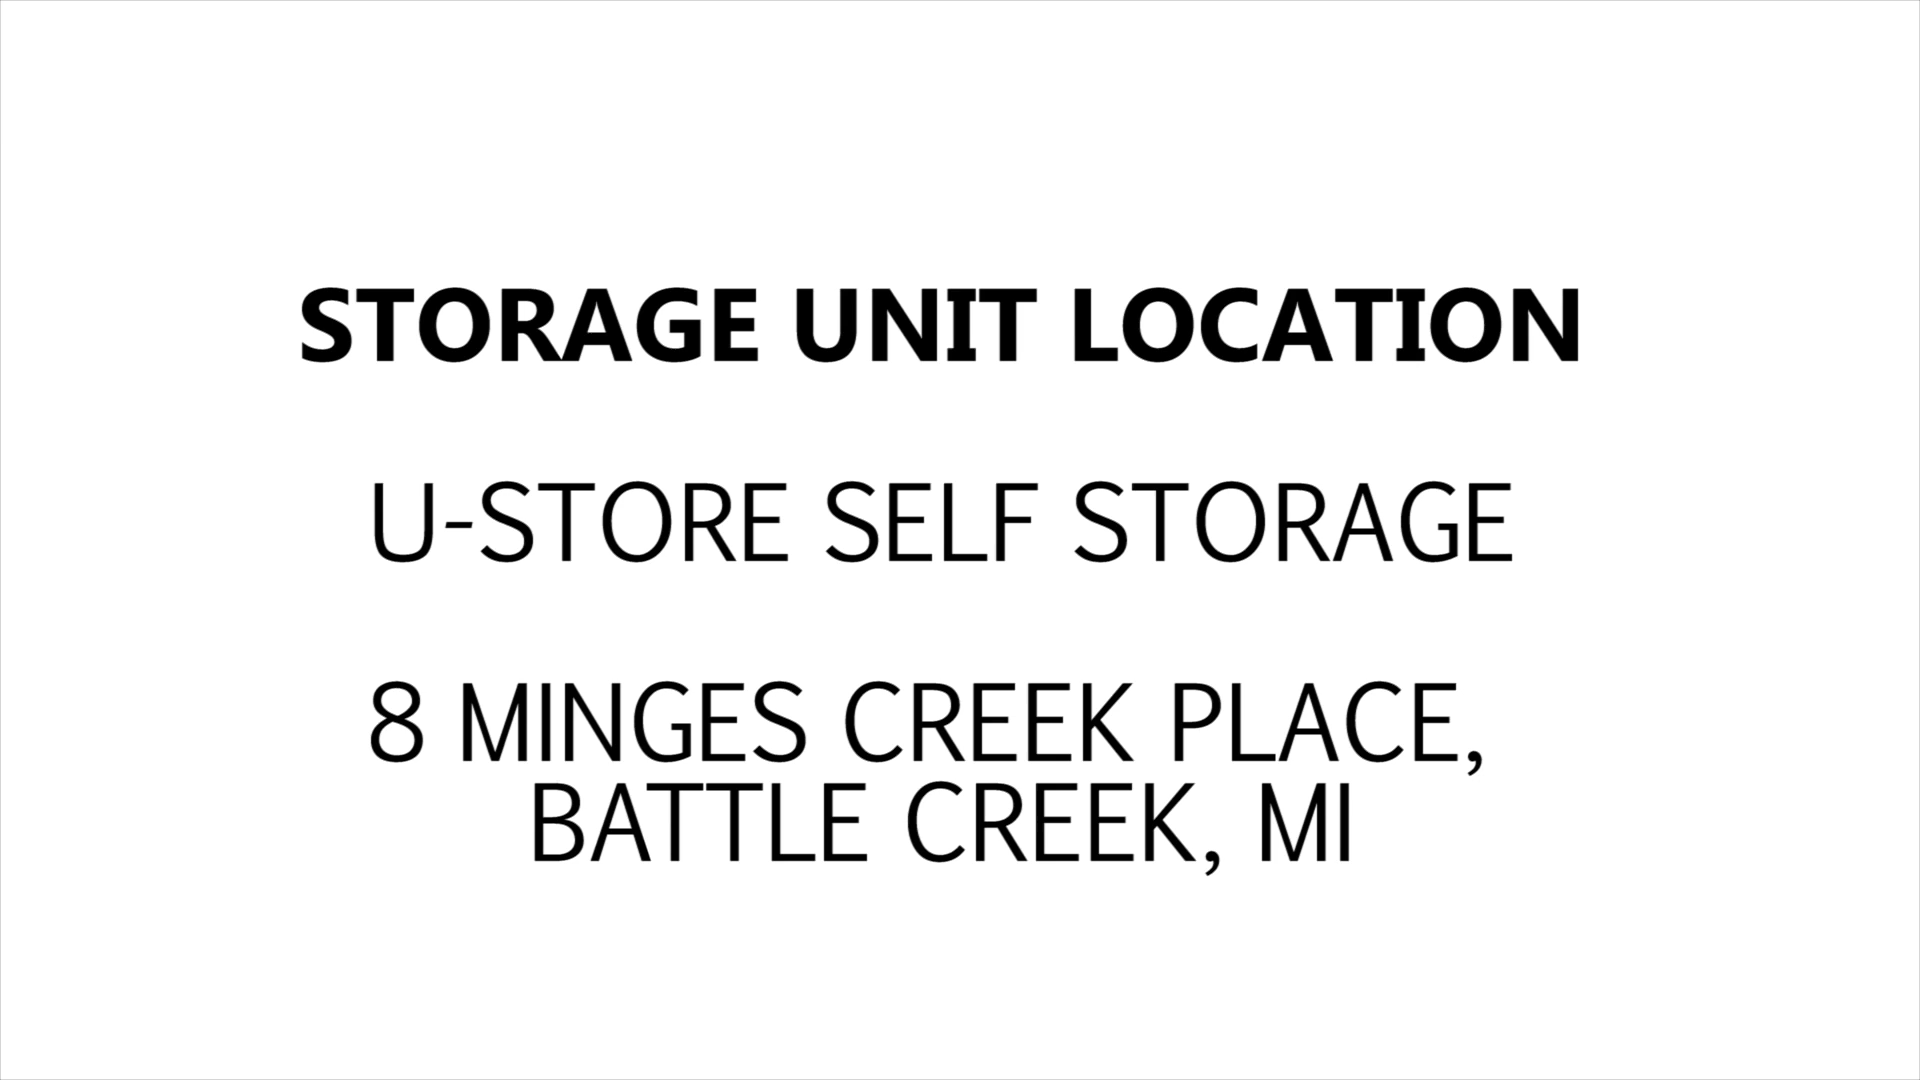 STORAGE UNIT LOCATION
U-STORE SELF STORAGE
8 MINGES CREEK PLACE,
BATTLE CREEK, MI